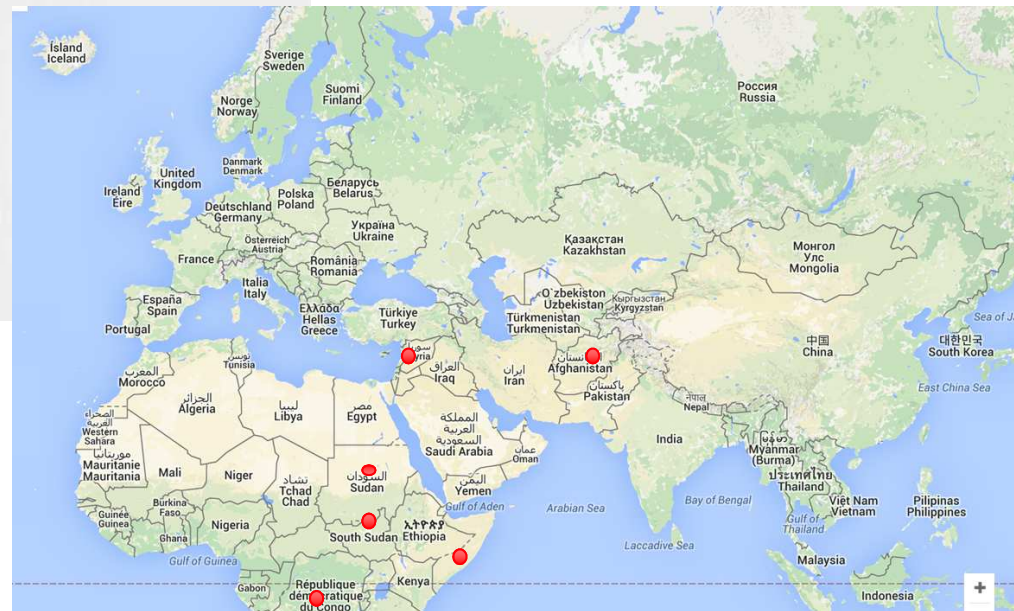 Ísland
Iceland
Sverige
Sweden
Suomi
Finland
Norge
Norway
Россия
Russia
Danmark
Denmark
United
Kingdom
Ireland
Éire
Беларусь
Belarus
Polska
Poland
Deutschland
Germany
Україна
Ukraine
Österreich
Austria
France
România
Romania
Қазақстан
Kazakhstan
Монгол
Улс
Mongolia
Italia
Italy
España
Spain
Portugal
Ελλάδα
Hellas
Greece
Türkiye
Turkey
O`zbekiston
Uzbekistan
Кыргызстан
Kyrgyzstan
Türkmenistan
Turkmenistan
中国
China
대한민국
South Korea
Sea of J
East China Sea
تونس
Tunisia
المغرب
Morocco
العراق
Iraq
ایران
Iran
Afghanistan
پاکستان
Pakistan
नेपाल
Nepal
الجزائر
Algeria
ليبيا
Libya
مصر
Egypt
المملكة
العربية
السعودية
Saudi Arabia
عمان
Oman
India
الصحراء
الغربية
Western
Sahara
موريتانيا
Mauritanie
Mauritania
Mali
Niger
تشاد
Tchad
Chad
السودان
Sudan
اليمن
Yemen
Gulf of Aden
Arabian Sea
Bay of Bengal
Myanmar
(Burma)
ประเทศไทย
Thailand
Việt Nam
Vietnam
Pilipinas
Philippines
Burkina
Faso
Guinée
Guinea
Ghana
Nigeria
South Sudan
ኢትዮጵያ
Ethiopia
Laccadive Sea
Gulf of
Thailand
Gulf of Guinea
Malaysia
Gabon
Kenya
République
du Congo
Indonesia
+